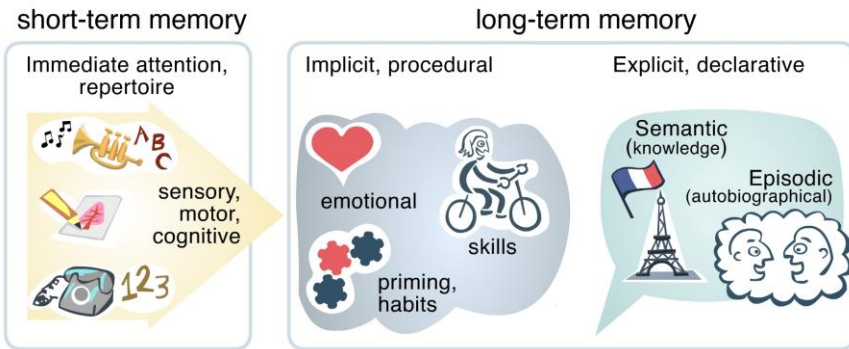 short-term memory
long-term memory
Immediate attention,
repertoire
A
B
C
sensory,
motor,
cognitive
123
Implicit, procedural
emotional
skills
priming,
habits
Explicit, declarative
Semantic
(knowledge)
Episodic
(autobiographical)